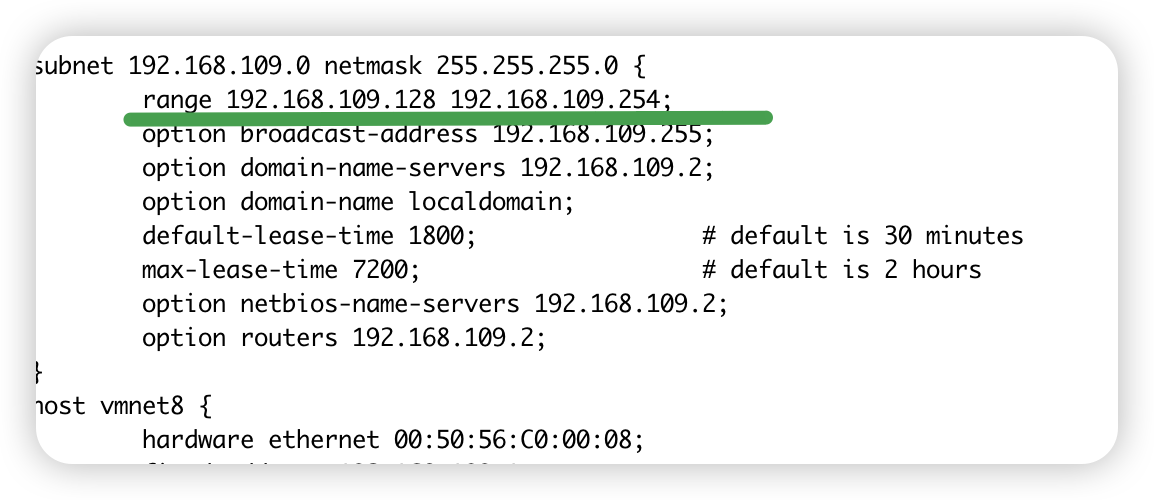 subnet 192.168.109.0 netmask 255.255.255.0 {
range 192.168.109.128 192.168.109.254;
option broadcast-address 192.168.109.255;
option domain-name-servers 192.168.109.2;
option domain-name localdomain;
default-lease-time 1800; # default is 30 minutes
max-lease-time 7200; # default is 2 hours
option netbios-name-servers 192.168.109.2;
option routers 192.168.109.2;
}
host vmnet8 {
hardware ethernet 00:50:56:C0:00:08;